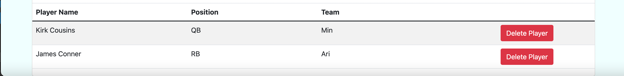 Player Name Position Team
Kirk Cousins QB Min Delete Player
James Conner RB Ari Delete Player